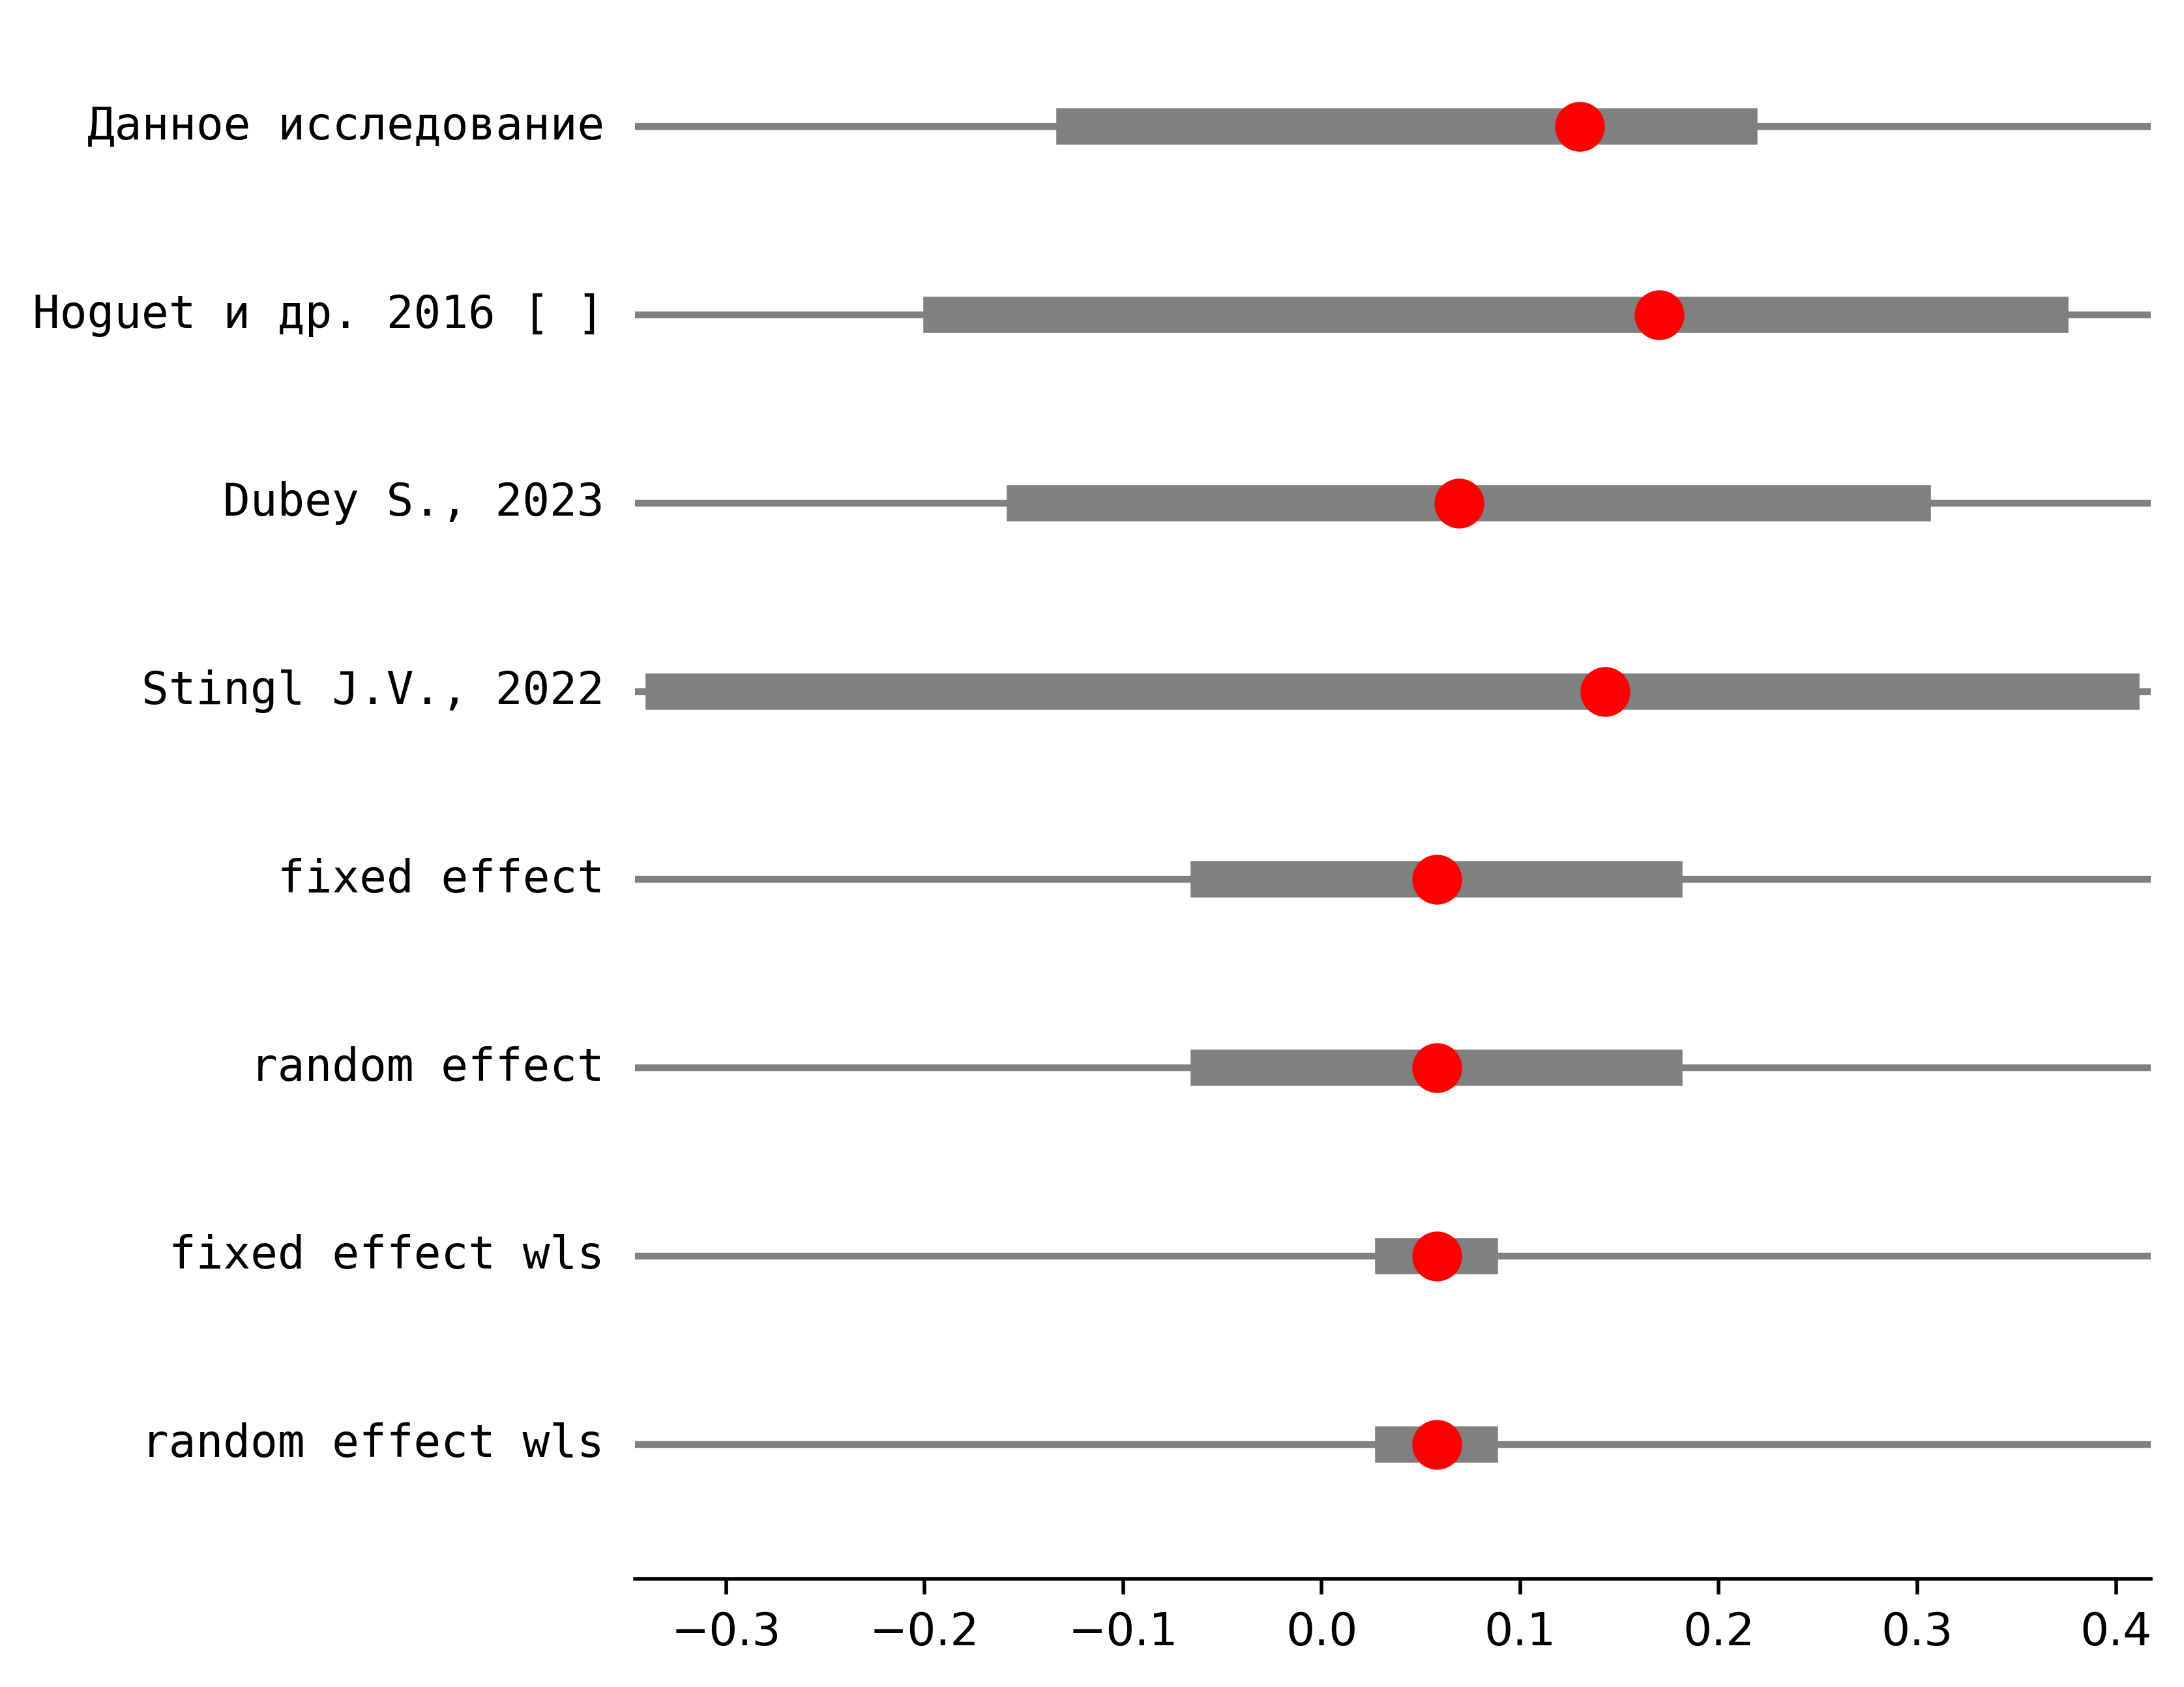 Данное исследование
Hoguet и др. 2016 [ ]
Dubey S., 2023
Stingl J.V., 2022
fixed effect
random effect
fixed effect wls
random effect wls
−0.3 −0.2 −0.1 0.0 0.1 0.2 0.3 0.4